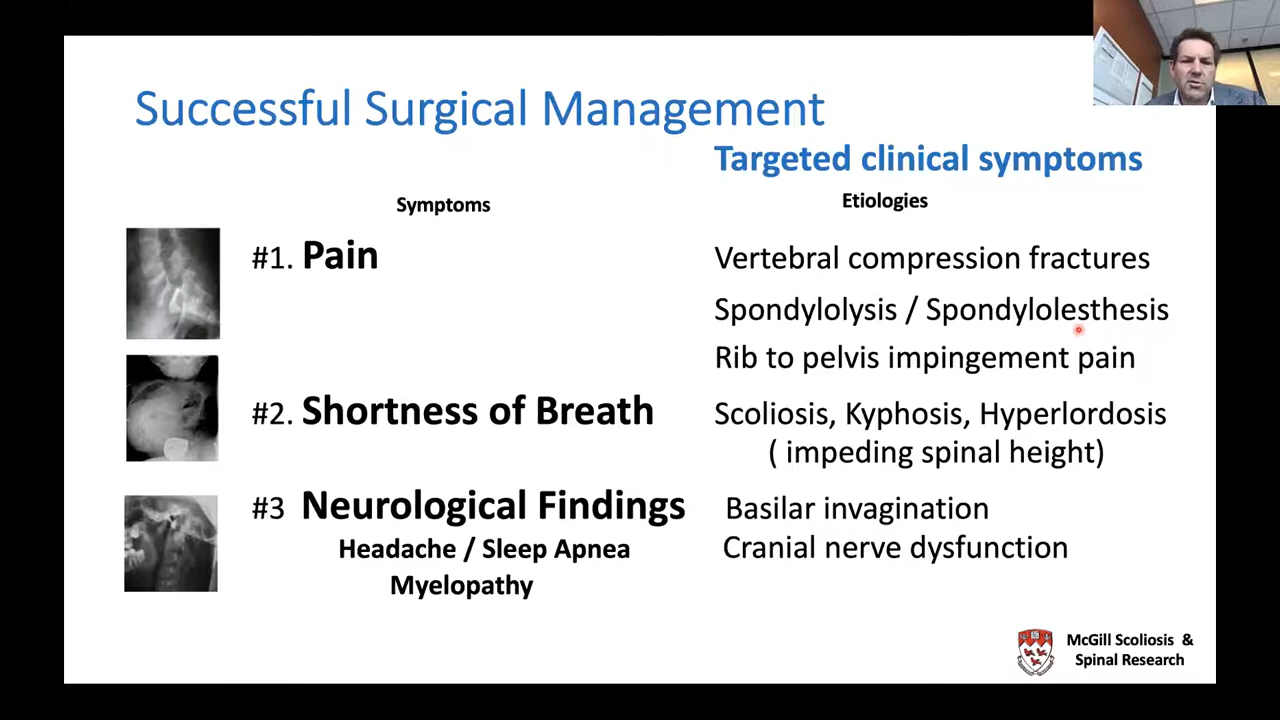 Successful Surgical Management
Targeted clinical symptoms
Symptoms
Etiologies
#1. Pain
Vertebral compression fractures
Spondylolysis / Spondylolesthesis
Rib to pelvis impingement pain
#2. Shortness of Breath
Scoliosis, Kyphosis, Hyperlordosis
( impeding spinal height)
#3 Neurological Findings
Basilar invagination
Headache / Sleep Apnea
Cranial nerve dysfunction
Myelopathy
McGill Scoliosis &
Spinal Research